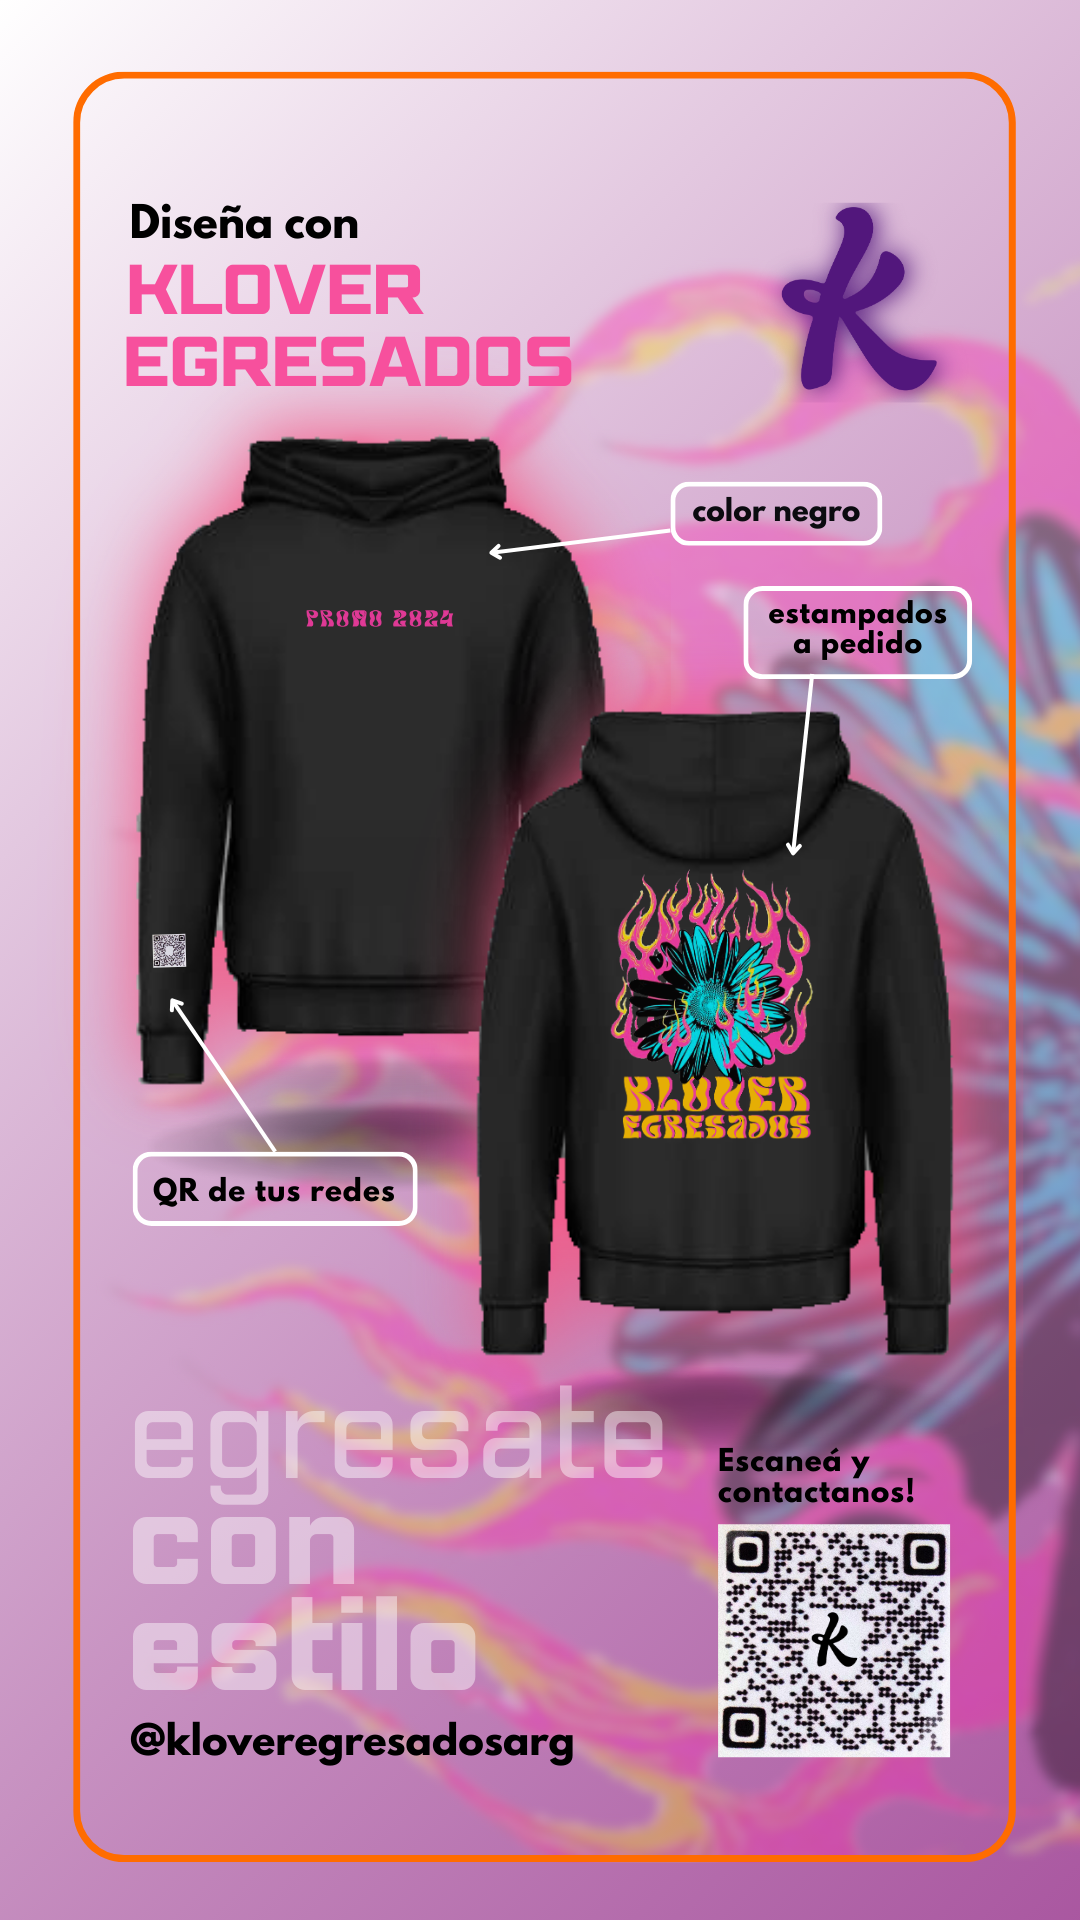 Diseña con
KLOVER
EGRESADOS
K
color negro
estampados
a pedido
PROMO 2024
KLOVER
EGRESADOS
QR de tus redes
egresate
con
estilo
Escaneá y
contactanos!
K
@kloveregresadosarg